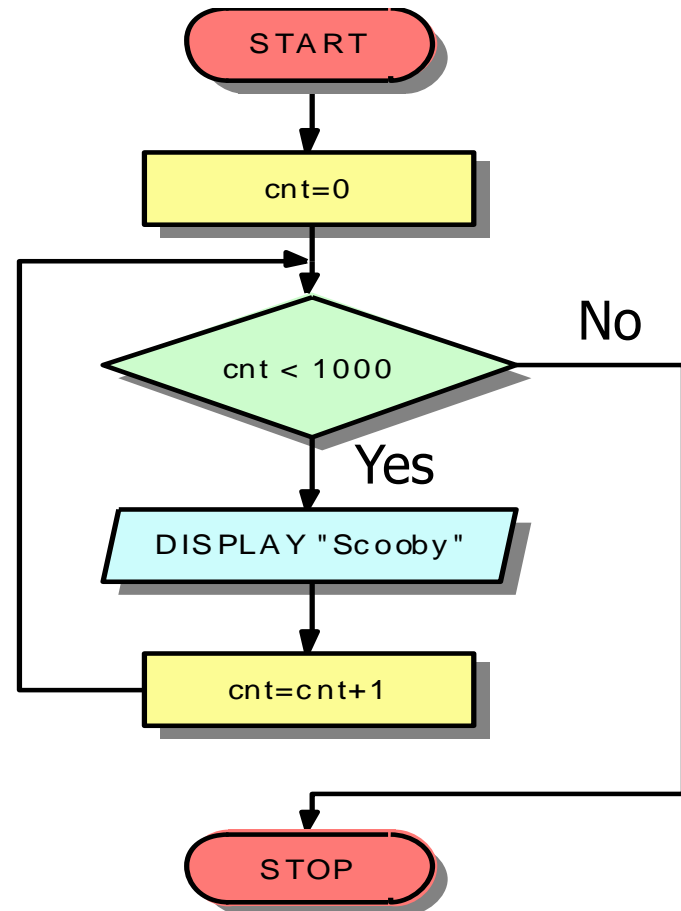 START
cnt=0
cnt < 1000
No
Yes
DISPLAY "Scooby"
cnt=cnt+1
STOP